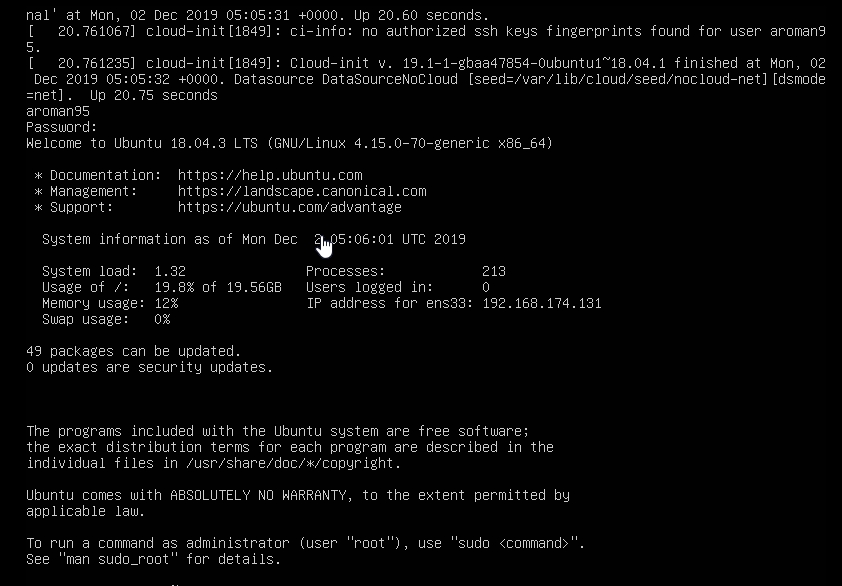 nal' at Mon, 02 Dec 2019 05:05:31 +0000. Up 20.60 seconds.
[   20.761067] cloud-init[1849]: ci-info: no authorized ssh keys fingerprints found for user aroman9
5.
[   20.761235] cloud-init[1849]: Cloud-init v. 19.1-1-gbaa47854-0ubuntu1~18.04.1 finished at Mon, 02
 Dec 2019 05:05:32 +0000. Datasource DataSourceNoCloud [seed=/var/lib/cloud/seed/nocloud-net][dsmode
=net].  Up 20.75 seconds
aroman95
Password:
Welcome to Ubuntu 18.04.3 LTS (GNU/Linux 4.15.0-70-generic x86_64)
 * Documentation:  https://help.ubuntu.com
 * Management:     https://landscape.canonical.com
 * Support:        https://ubuntu.com/advantage
  System information as of Mon Dec  2 05:06:01 UTC 2019
  System load:  1.32               Processes:            213
  Usage of /:   19.8% of 19.56GB   Users logged in:      0
  Memory usage: 12%                IP address for ens33: 192.168.174.131
  Swap usage:   0%
49 packages can be updated.
0 updates are security updates.
The programs included with the Ubuntu system are free software;
the exact distribution terms for each program are described in the
individual files in /usr/share/doc/*/copyright.
Ubuntu comes with ABSOLUTELY NO WARRANTY, to the extent permitted by
applicable law.
To run a command as administrator (user "root"), use "sudo <command>".
See "man sudo_root" for details.